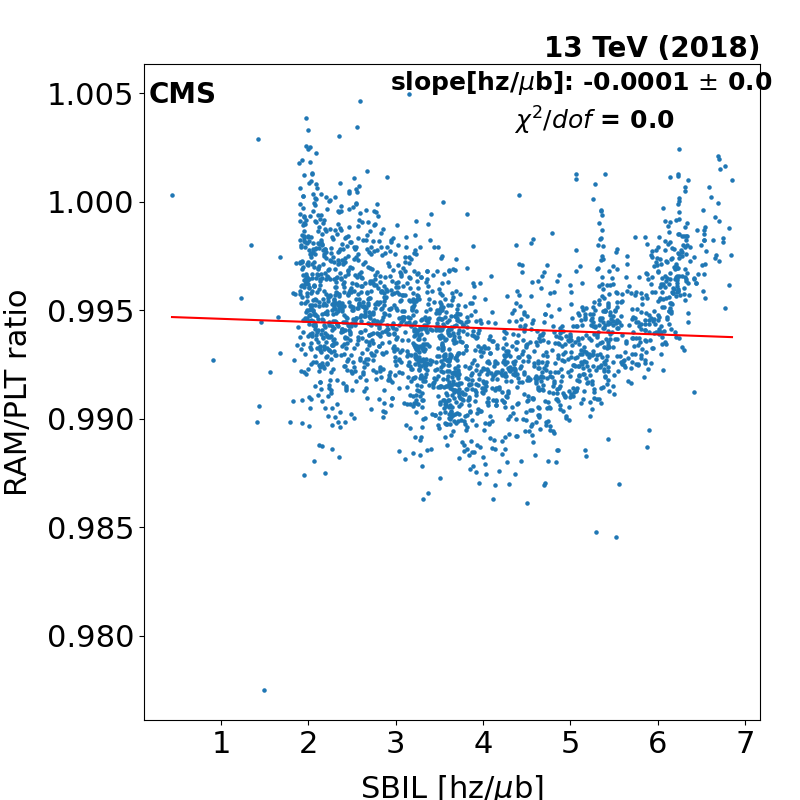 13 TeV (2018)
CMS
slope[hz/μb]: -0.0001 ± 0.0
χ²/dof = 0.0
1.005
1.000
0.995
0.990
0.985
0.980
RAM/PLT ratio
1 2 3 4 5 6 7
SBIL [hz/μb]